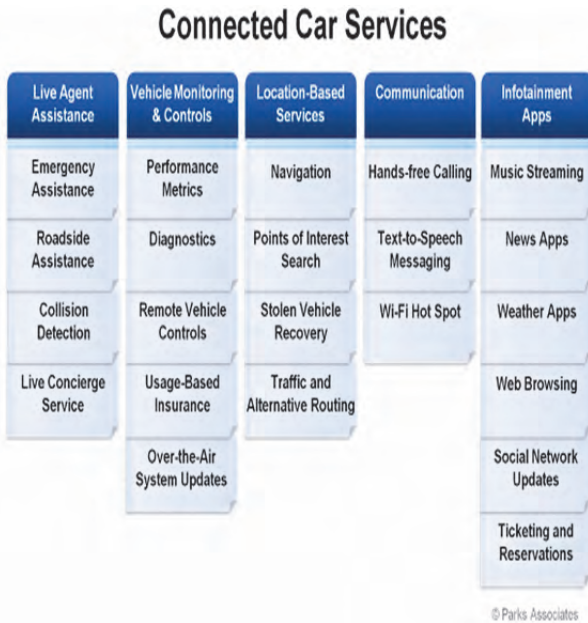 Connected Car Services
Live Agent
Assistance
Emergency
Assistance
Roadside
Assistance
Collision
Detection
Live Concierge
Service
Vehicle Monitoring
& Controls
Performance
Metrics
Diagnostics
Remote Vehicle
Controls
Usage-Based
Insurance
Over-the-Air
System Updates
Location-Based
Services
Navigation
Points of Interest
Search
Stolen Vehicle
Recovery
Traffic and
Alternative Routing
Communication
Hands-free Calling
Text-to-Speech
Messaging
Wi-Fi Hot Spot
Infotainment
Apps
Music Streaming
News Apps
Weather Apps
Web Browsing
Social Network
Updates
Ticketing and
Reservations
© Parks Associates